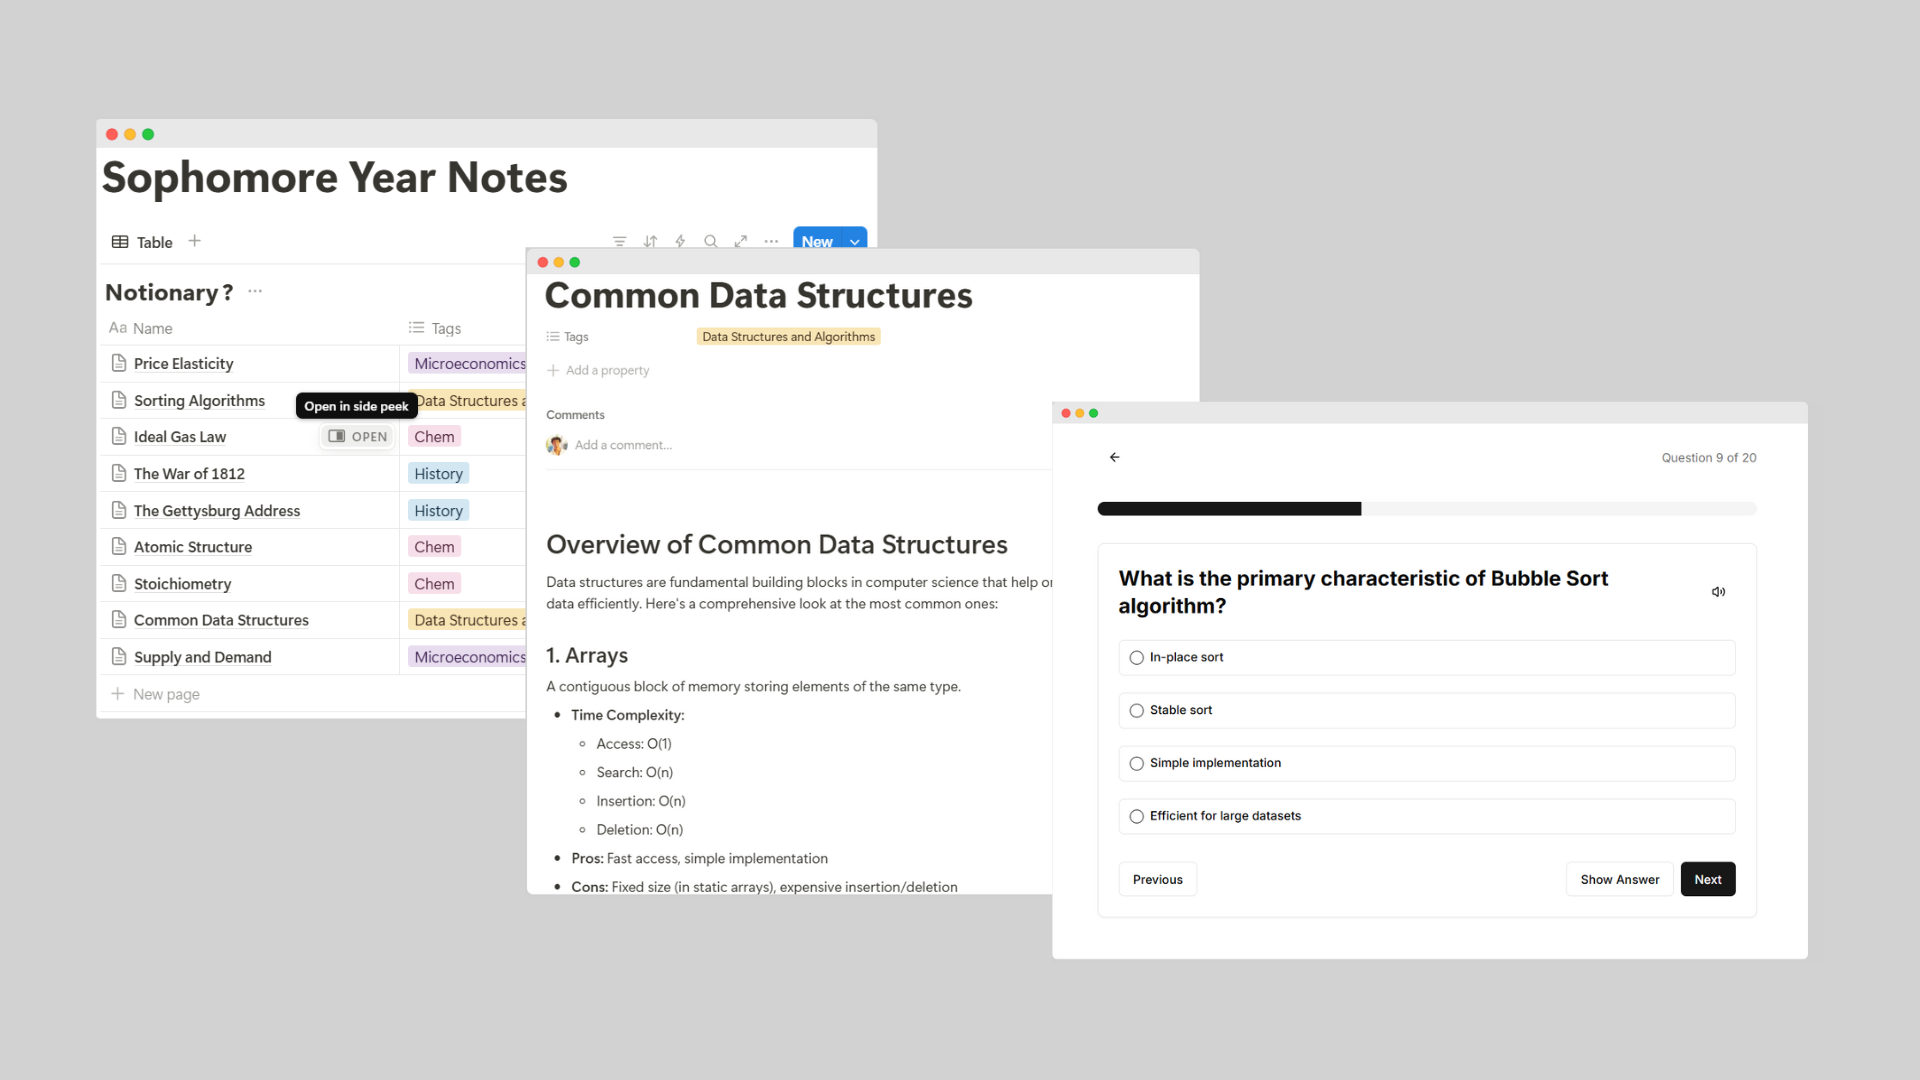 Sophomore Year Notes
Table
New
Notionary ?
Aa Name
Tags
Price Elasticity
Microeconomics
Sorting Algorithms
Open in side peek
Data Structures a
Ideal Gas Law
OPEN
Chem
The War of 1812
History
The Gettysburg Address
History
Atomic Structure
Chem
Stoichiometry
Chem
Common Data Structures
Data Structures a
Supply and Demand
Microeconomics
New page
Common Data Structures
Tags
Data Structures and Algorithms
Add a property
Comments
Add a comment...
Overview of Common Data Structures
Data structures are fundamental building blocks in computer science that help or
data efficiently. Here's a comprehensive look at the most common ones:
1. Arrays
A contiguous block of memory storing elements of the same type.
• Time Complexity:
◦ Access: O(1)
◦ Search: O(n)
◦ Insertion: O(n)
◦ Deletion: O(n)
• Pros: Fast access, simple implementation
• Cons: Fixed size (in static arrays), expensive insertion/deletion
Question 9 of 20
What is the primary characteristic of Bubble Sort
algorithm?
In-place sort
Stable sort
Simple implementation
Efficient for large datasets
Previous
Show Answer
Next